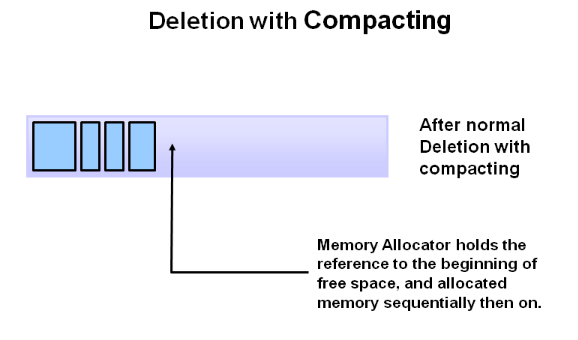 Deletion with Compacting
After normal
Deletion with
compacting
Memory Allocator holds the
reference to the beginning of
free space, and allocated
memory sequentially then on.